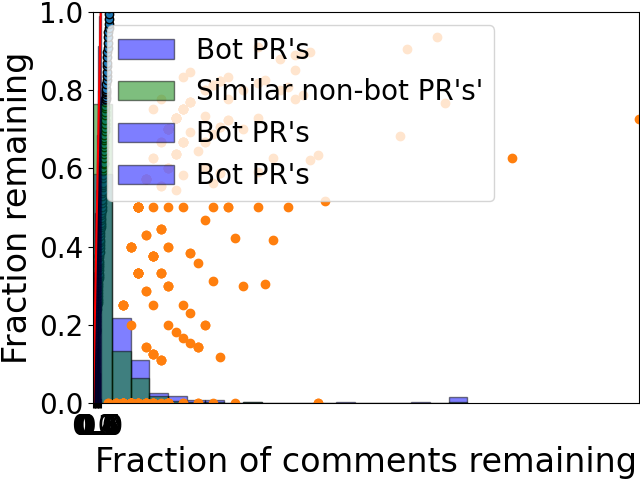 Fraction remaining
1.0
0.8
0.6
0.4
0.2
0.0
Bot PR's
Similar non-bot PR's'
Bot PR's
Bot PR's
Fraction of comments remaining